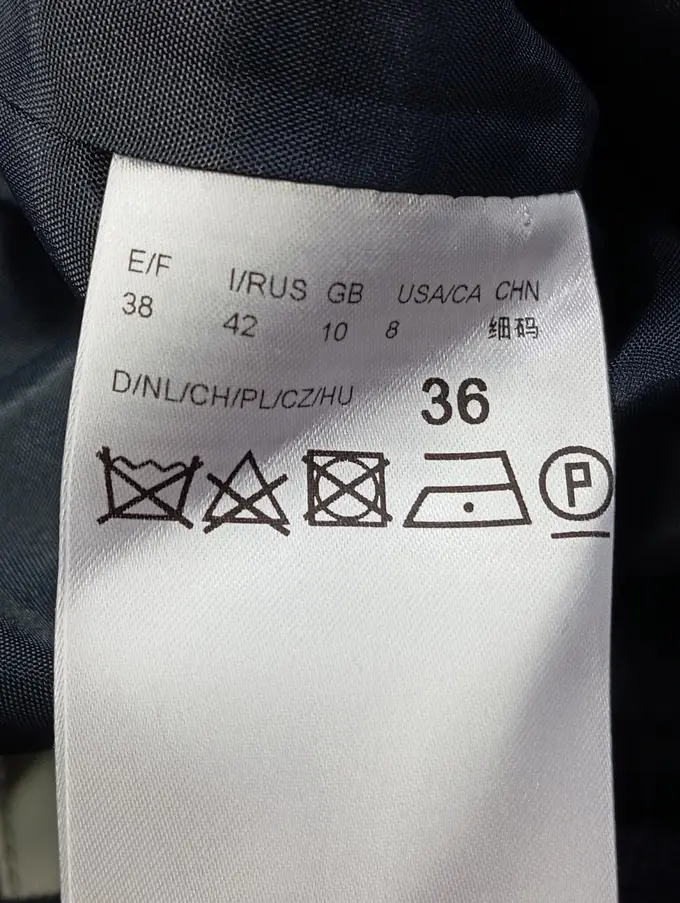 E/F I/RUS GB USA/CA CHN
38 42 10 8 细码
D/NL/CH/PL/CZ/HU 36
P